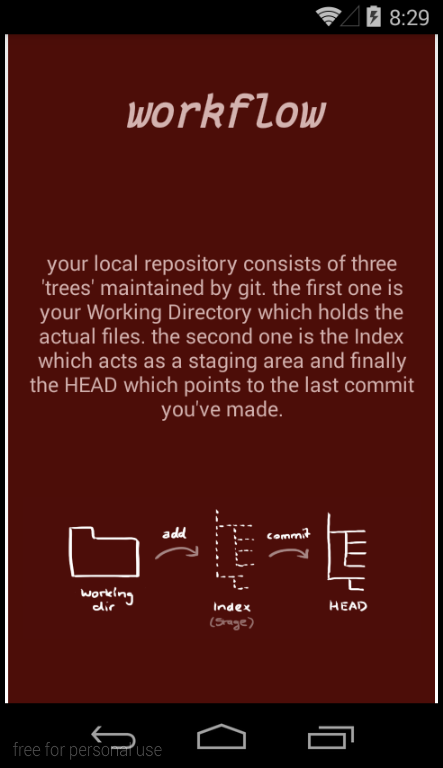 8:29
workflow
your local repository consists of three
'trees' maintained by git. the first one is
your Working Directory which holds the
actual files. the second one is the Index
which acts as a staging area and finally
the HEAD which points to the last commit
you've made.
add
commit
working
dir
Index
(Stage)
HEAD
free for personal use